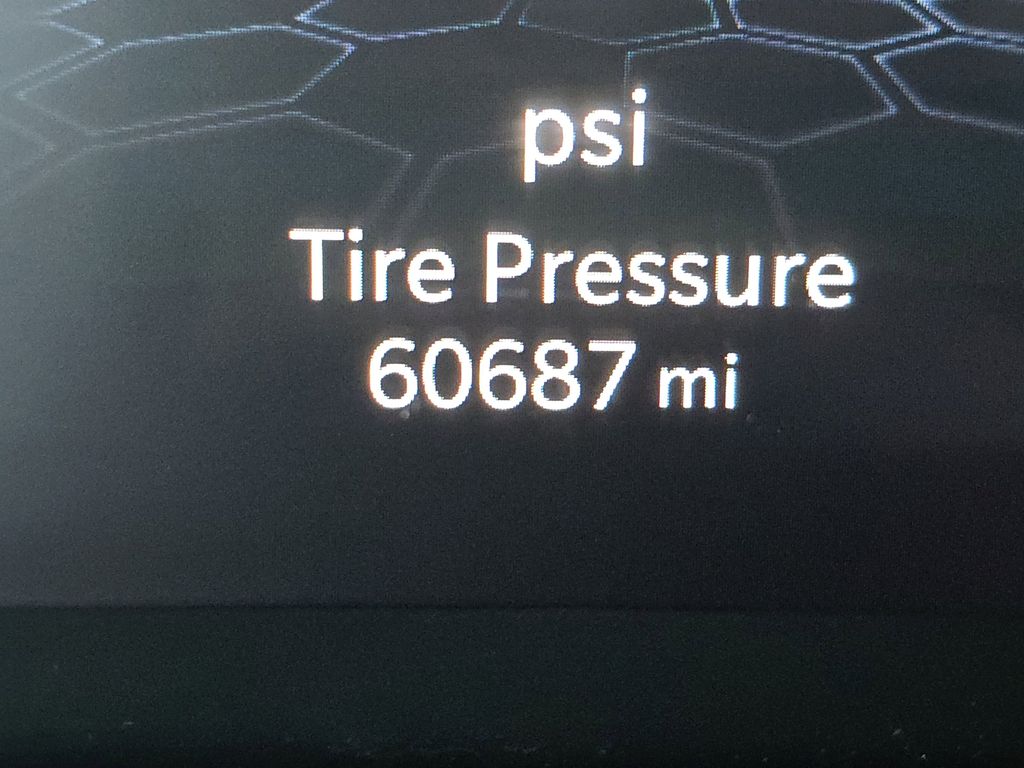 psi
Tire Pressure
60687 mi